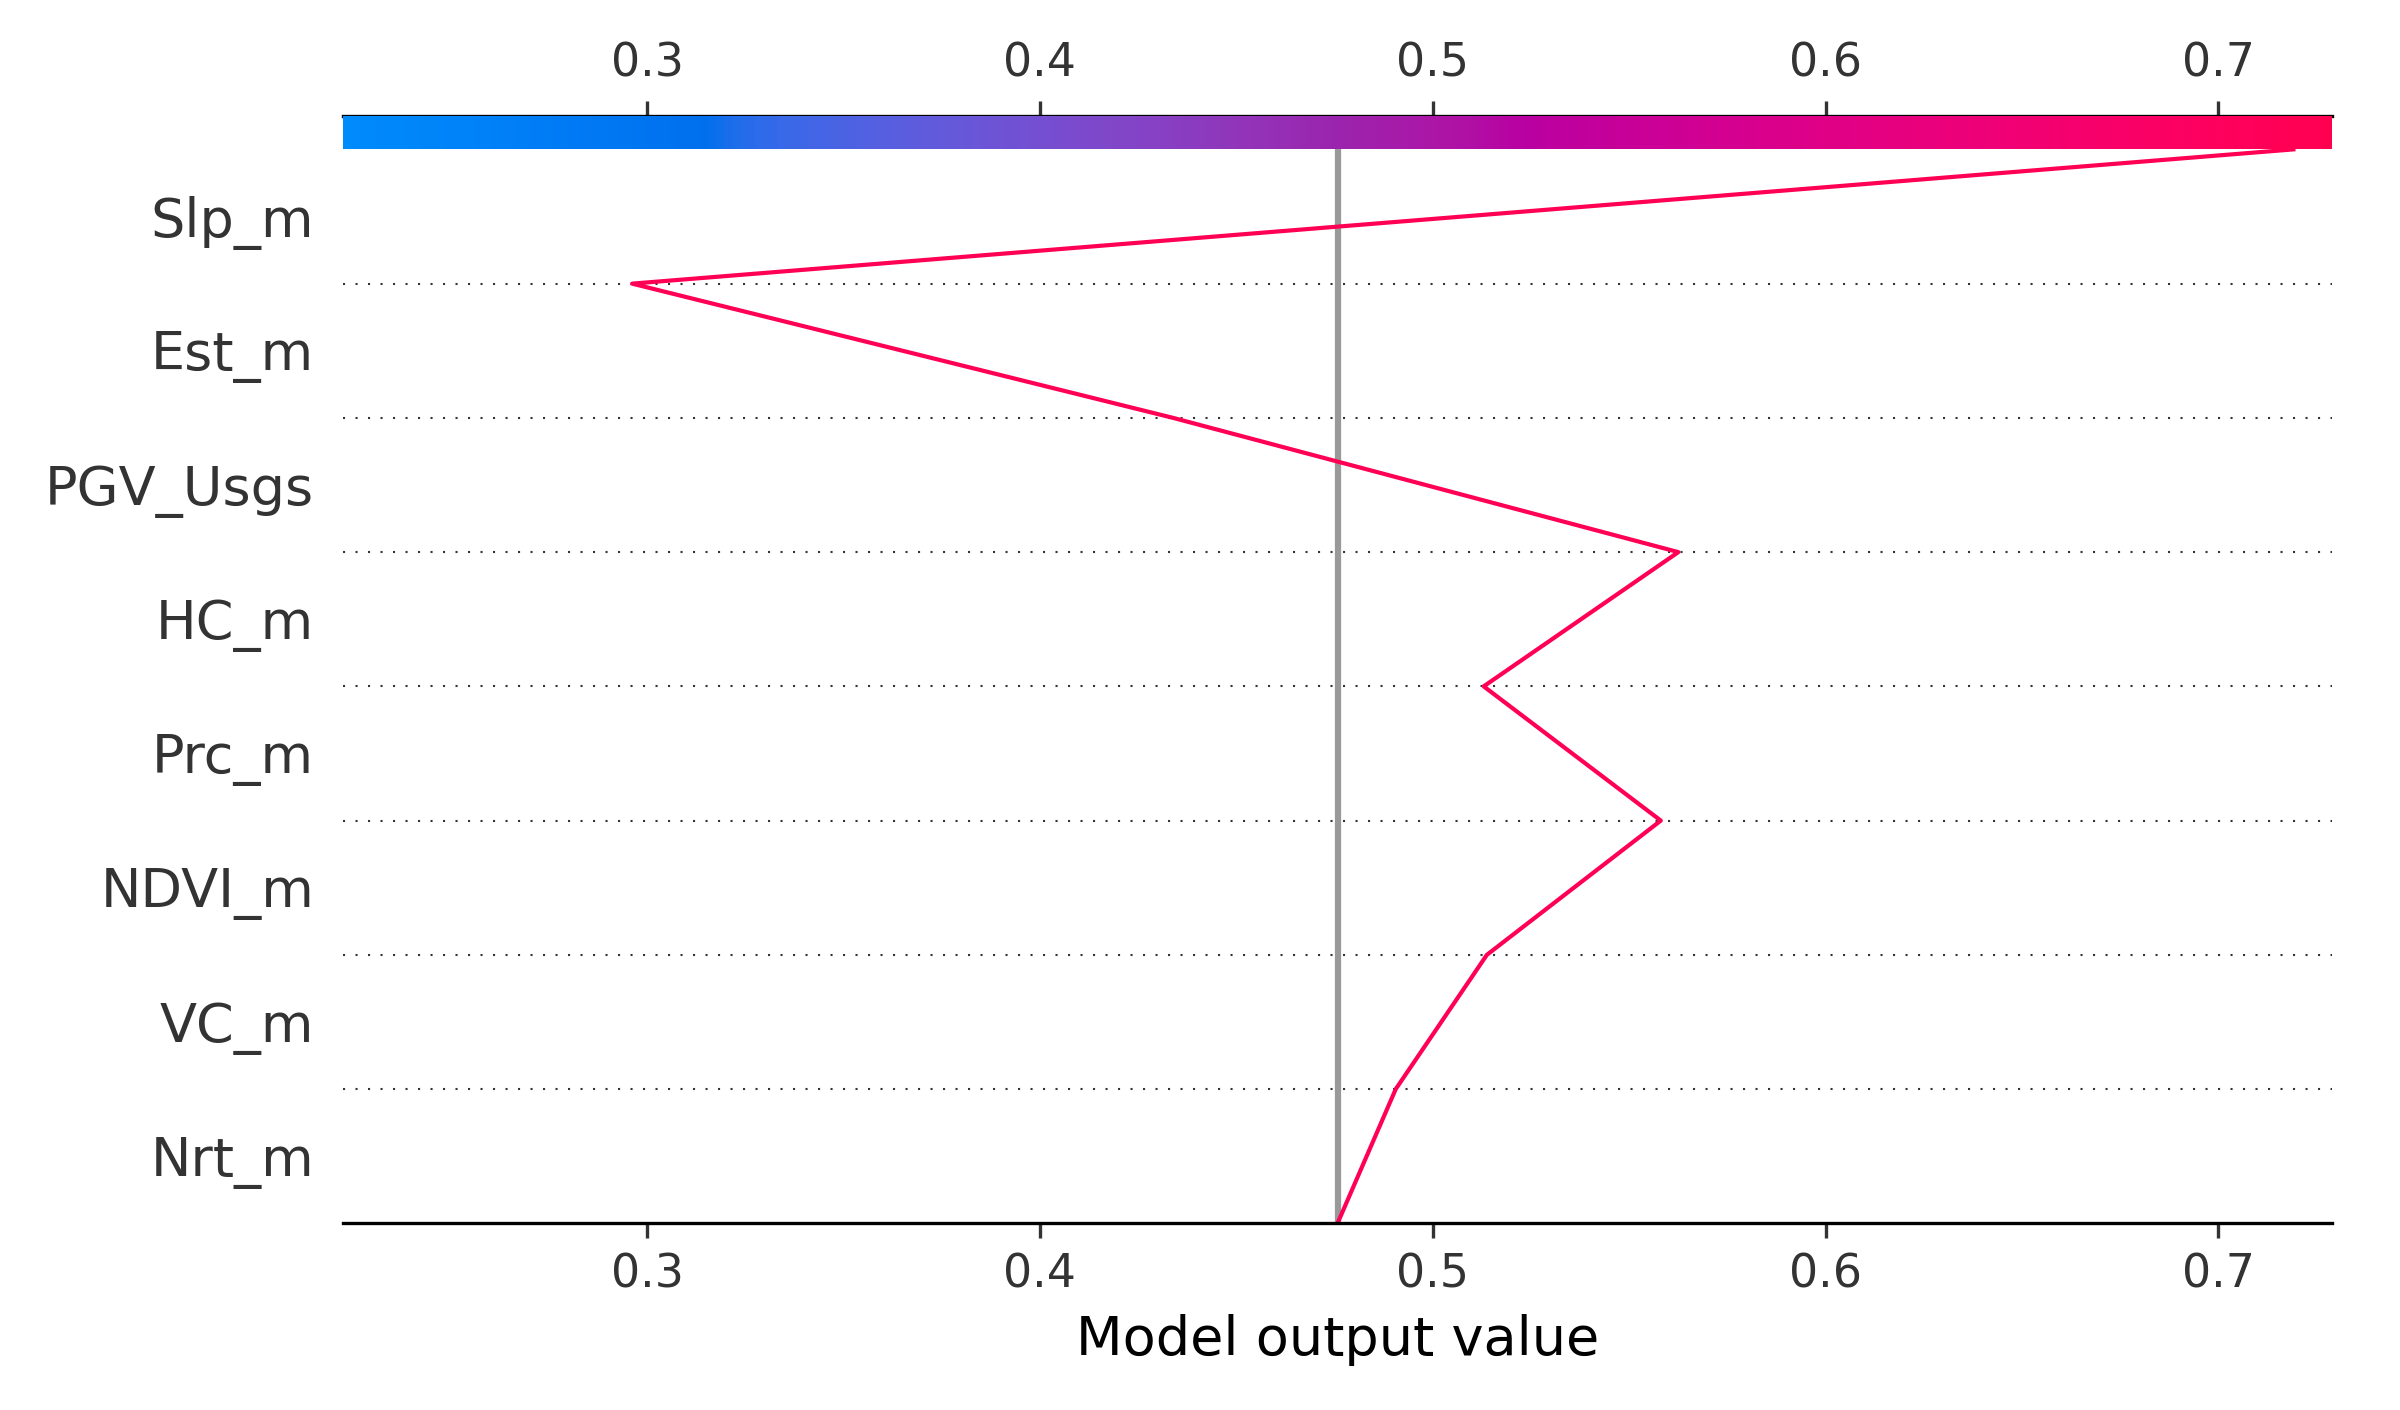 0.3 0.4 0.5 0.6 0.7
Slp_m
Est_m
PGV_Usgs
HC_m
Prc_m
NDVI_m
VC_m
Nrt_m
0.3 0.4 0.5 0.6 0.7
Model output value